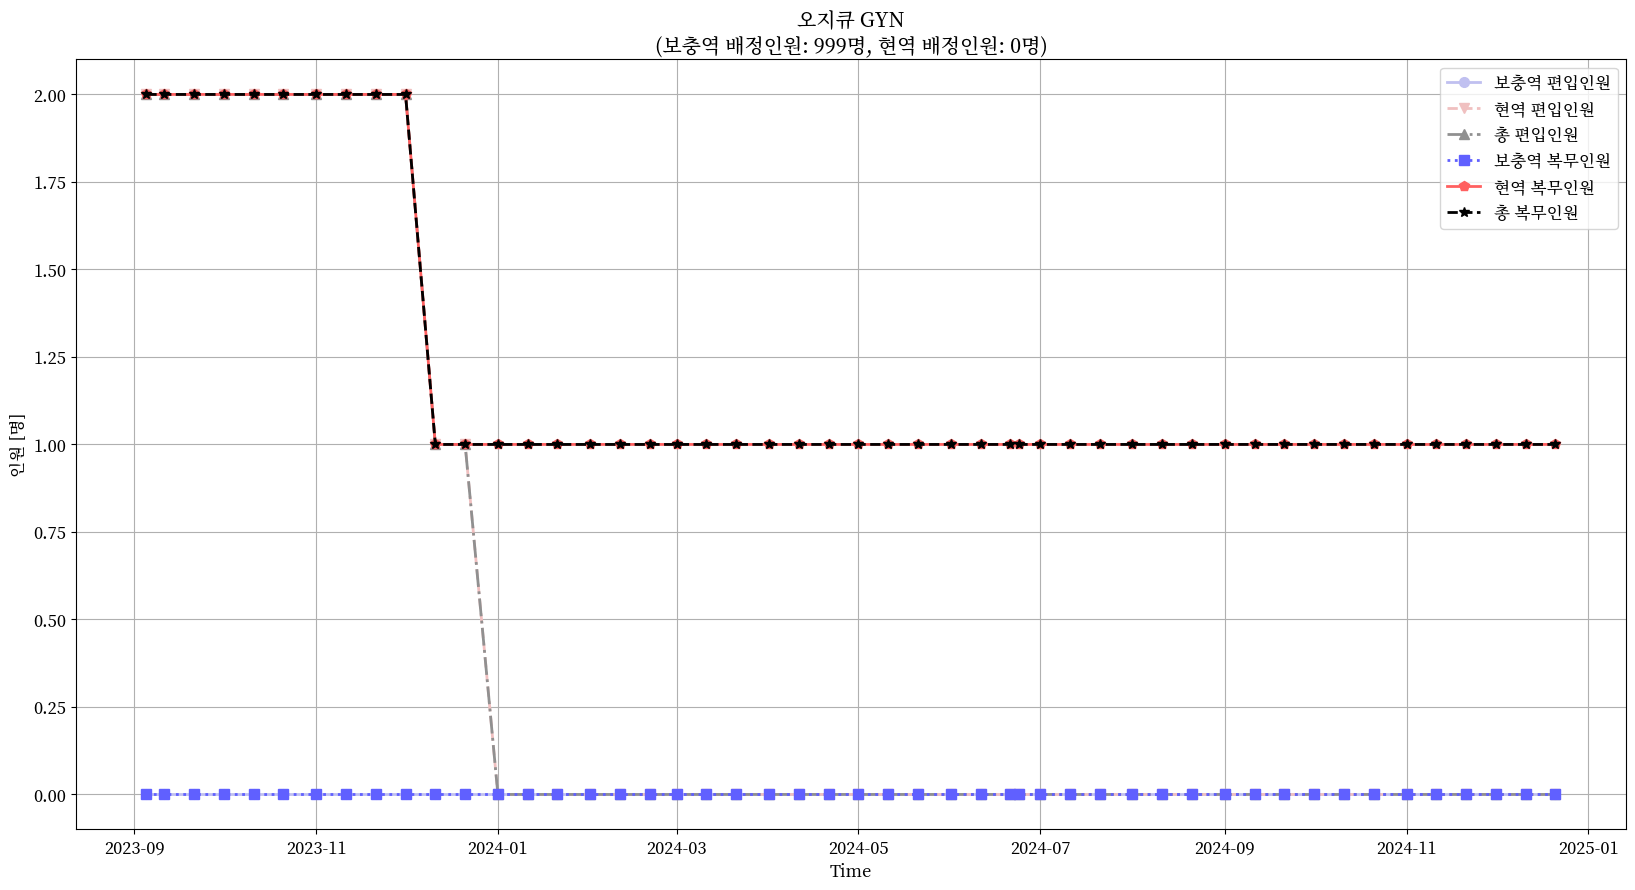 오지큐 GYN
(보충역 배정인원: 999명, 현역 배정인원: 0명)
보충역 편입인원
현역 편입인원
총 편입인원
보충역 복무인원
현역 복무인원
총 복무인원
2.00
1.75
1.50
1.25
1.00
0.75
0.50
0.25
0.00
인원 [명]
2023-09 2023-11 2024-01 2024-03 2024-05 2024-07 2024-09 2024-11 2025-01
Time